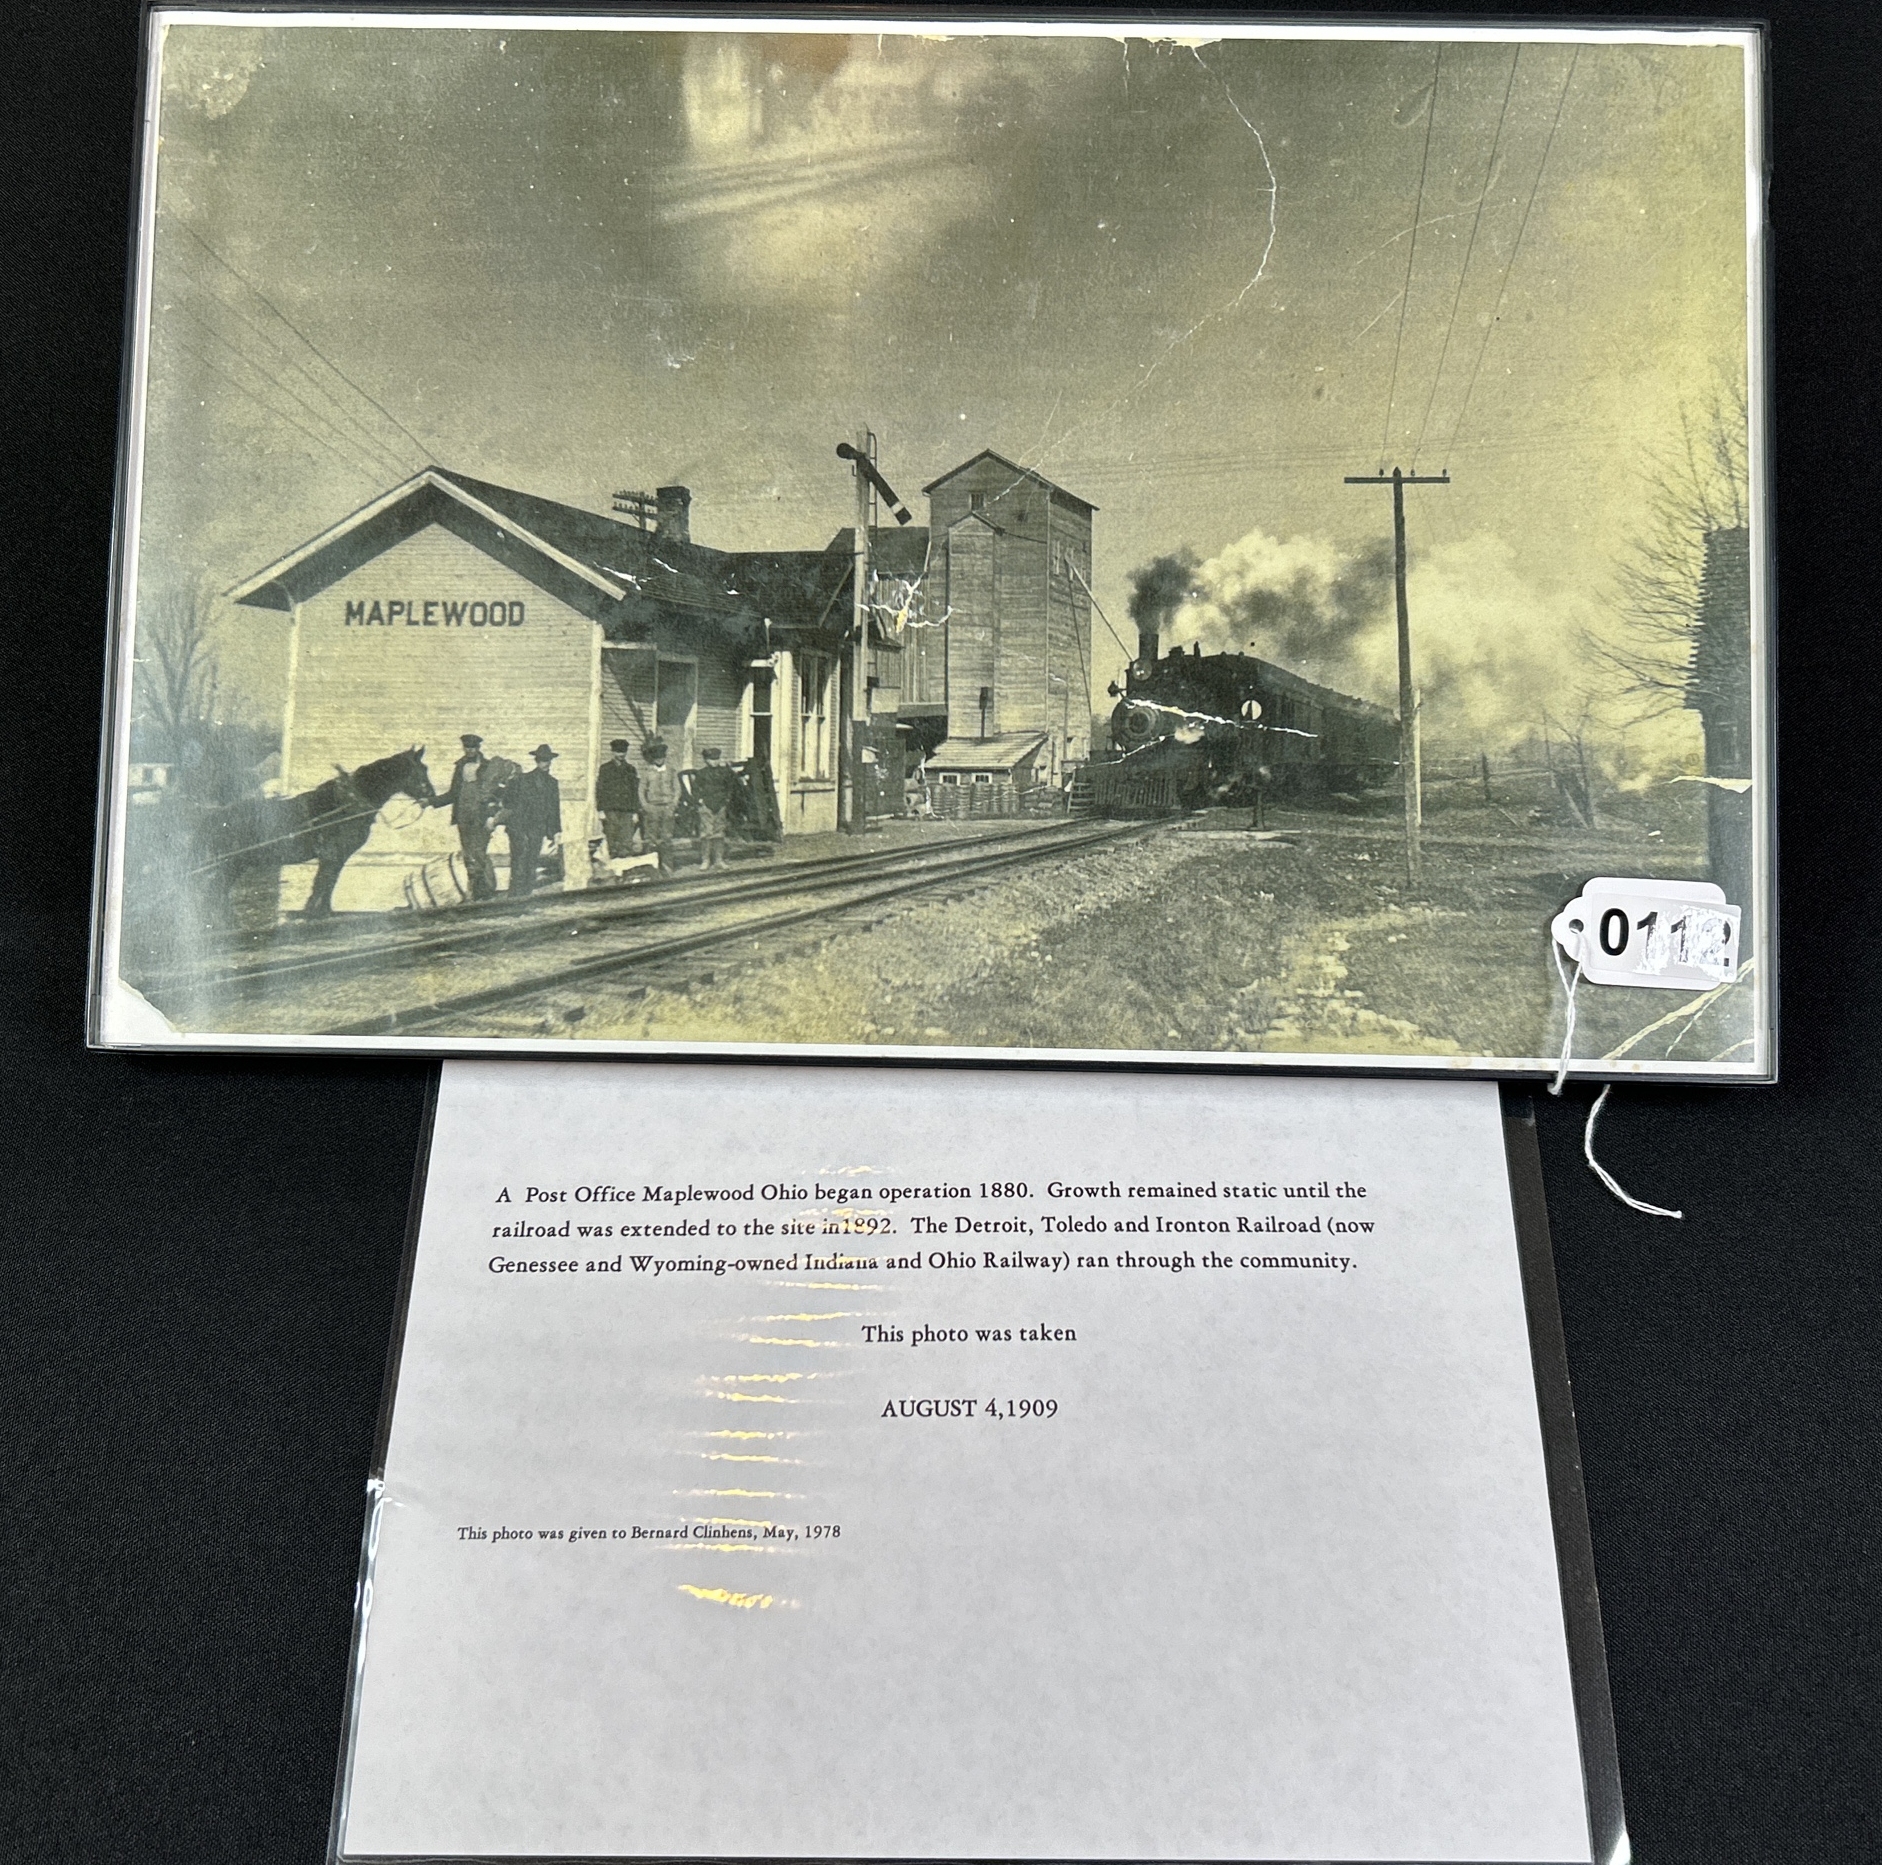 MAPLEWOOD
0112
A Post Office Maplewood Ohio began operation 1880. Growth remained static until the
railroad was extended to the site in1892. The Detroit, Toledo and Ironton Railroad (now
Genessee and Wyoming-owned Indiana and Ohio Railway) ran through the community.
This photo was taken
AUGUST 4,1909
This photo was given to Bernard Clinhens, May, 1978